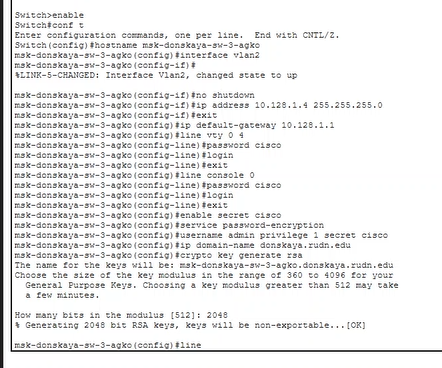 Switch>enable
Switch#conf t
Enter configuration commands, one per line.  End with CNTL/Z.
Switch(config)#hostname msk-donskaya-sw-3-agko
msk-donskaya-sw-3-agko(config)#interface vlan2
msk-donskaya-sw-3-agko(config-if)#
%LINK-5-CHANGED: Interface Vlan2, changed state to up

msk-donskaya-sw-3-agko(config-if)#no shutdown
msk-donskaya-sw-3-agko(config-if)#ip address 10.128.1.4 255.255.255.0
msk-donskaya-sw-3-agko(config-if)#exit
msk-donskaya-sw-3-agko(config)#ip default-gateway 10.128.1.1
msk-donskaya-sw-3-agko(config)#line vty 0 4
msk-donskaya-sw-3-agko(config-line)#password cisco
msk-donskaya-sw-3-agko(config-line)#login
msk-donskaya-sw-3-agko(config-line)#exit
msk-donskaya-sw-3-agko(config)#line console 0
msk-donskaya-sw-3-agko(config-line)#password cisco
msk-donskaya-sw-3-agko(config-line)#login
msk-donskaya-sw-3-agko(config-line)#exit
msk-donskaya-sw-3-agko(config)#enable secret cisco
msk-donskaya-sw-3-agko(config)#service password-encryption
msk-donskaya-sw-3-agko(config)#username admin privilege 1 secret cisco
msk-donskaya-sw-3-agko(config)#ip domain-name donskaya.rudn.edu
msk-donskaya-sw-3-agko(config)#crypto key generate rsa
The name for the keys will be: msk-donskaya-sw-3-agko.donskaya.rudn.edu
Choose the size of the key modulus in the range of 360 to 4096 for your
General Purpose Keys. Choosing a key modulus greater than 512 may take
a few minutes.

How many bits in the modulus [512]: 2048
% Generating 2048 bit RSA keys, keys will be non-exportable...[OK]

msk-donskaya-sw-3-agko(config)#line